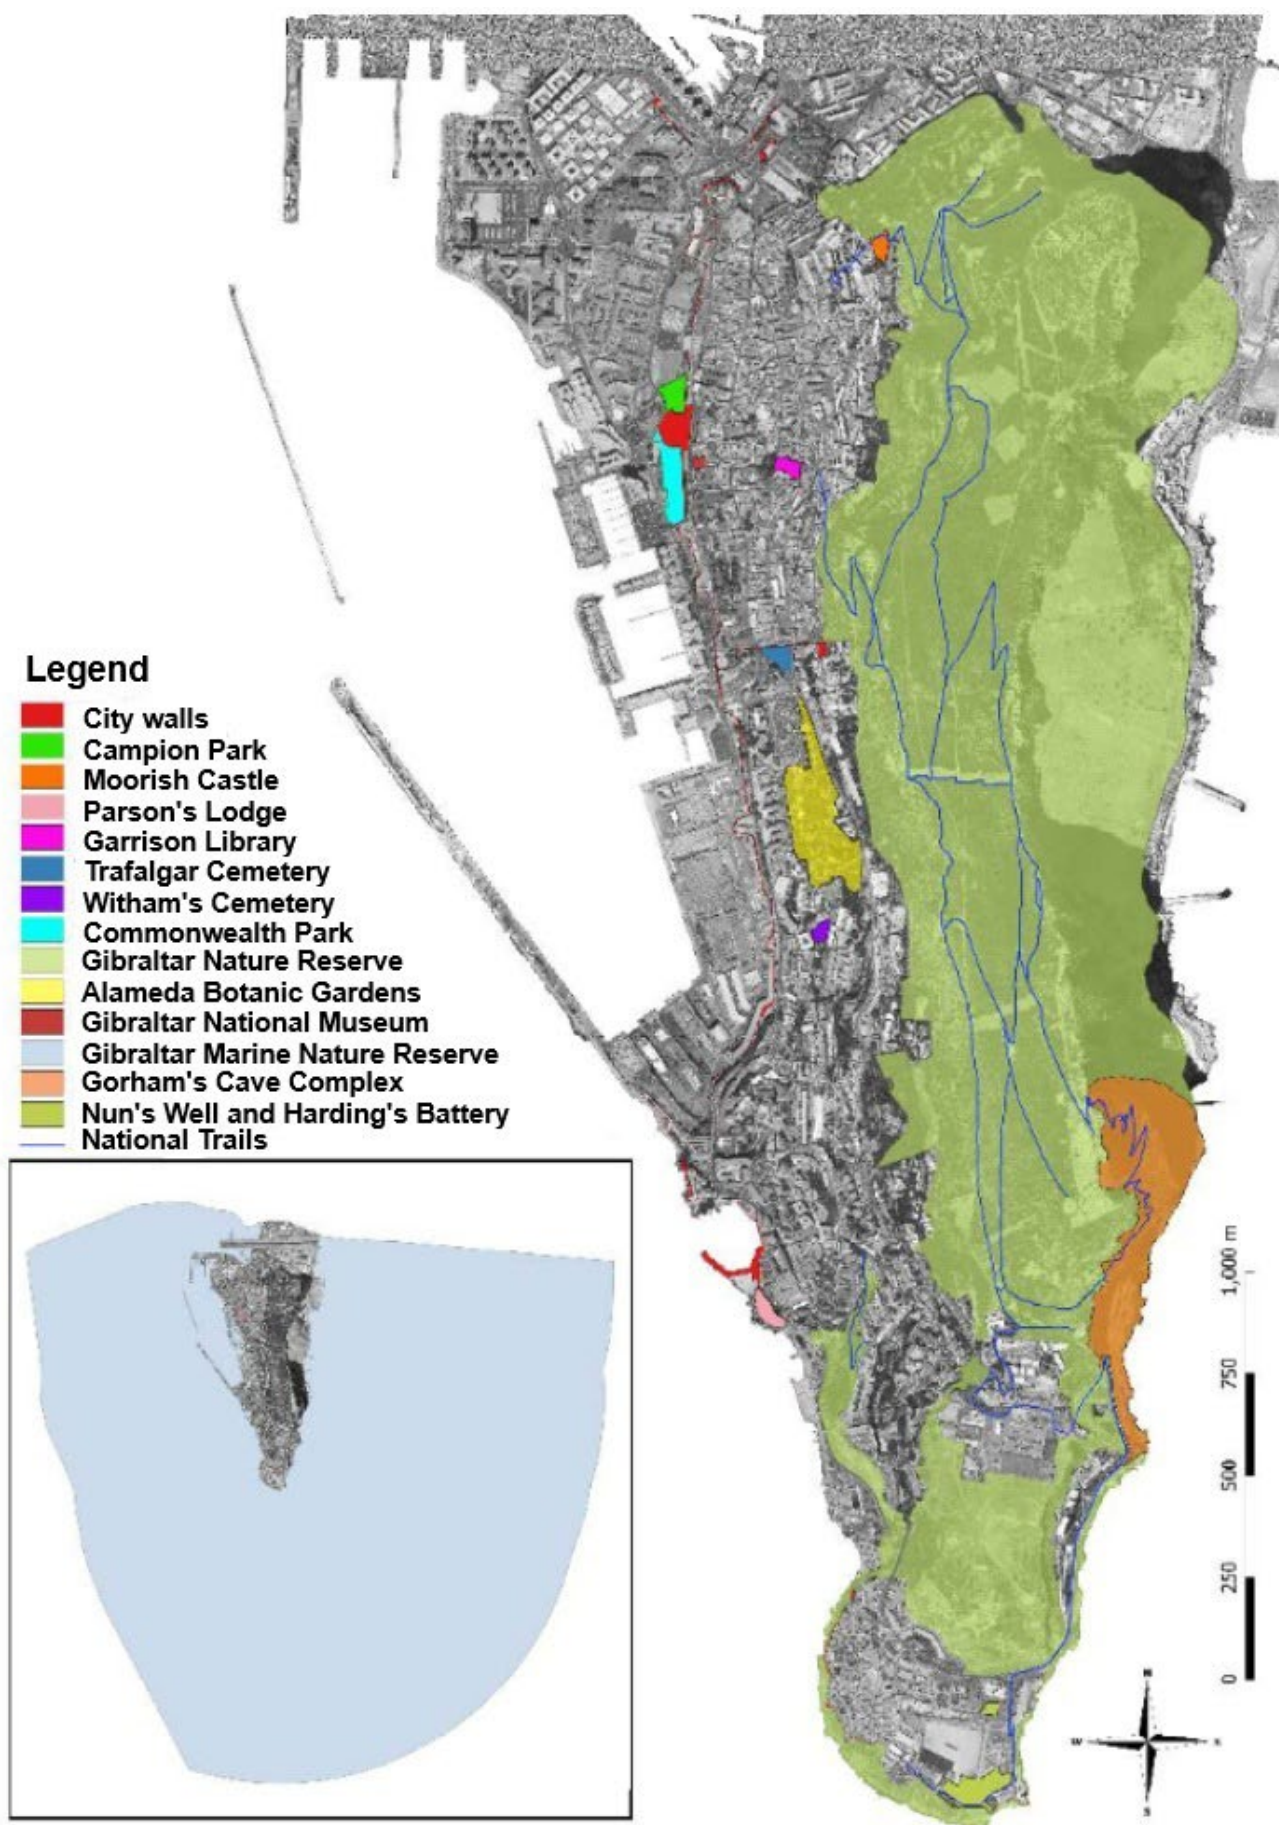 Legend
City walls
Campion Park
Moorish Castle
Parson's Lodge
Garrison Library
Trafalgar Cemetery
Witham's Cemetery
Commonwealth Park
Gibraltar Nature Reserve
Alameda Botanic Gardens
Gibraltar National Museum
Gibraltar Marine Nature Reserve
Gorham's Cave Complex
Nun's Well and Harding's Battery
National Trails
1,000 m
750
500
250
0
N
W
S